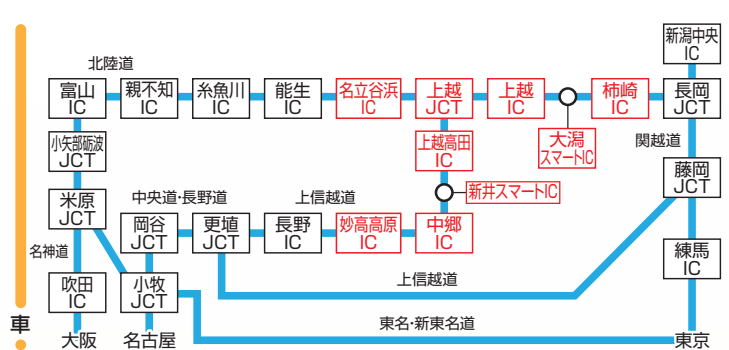 新潟中央
IC
北陸道
富山
IC
親不知
IC
糸魚川
IC
能生
IC
名立谷浜
IC
上越
JCT
上越
IC
柿崎
IC
長岡
JCT
大潟
スマートIC
関越道
小矢部砺波
JCT
上越高田
IC
藤岡
JCT
新井スマートIC
米原
JCT
中央道・長野道
上信越道
岡谷
JCT
更埴
JCT
長野
IC
妙高高原
IC
中郷
IC
名神道
練馬
IC
吹田
IC
小牧
JCT
上信越道
東名・新東名道
車
大阪
名古屋
東京